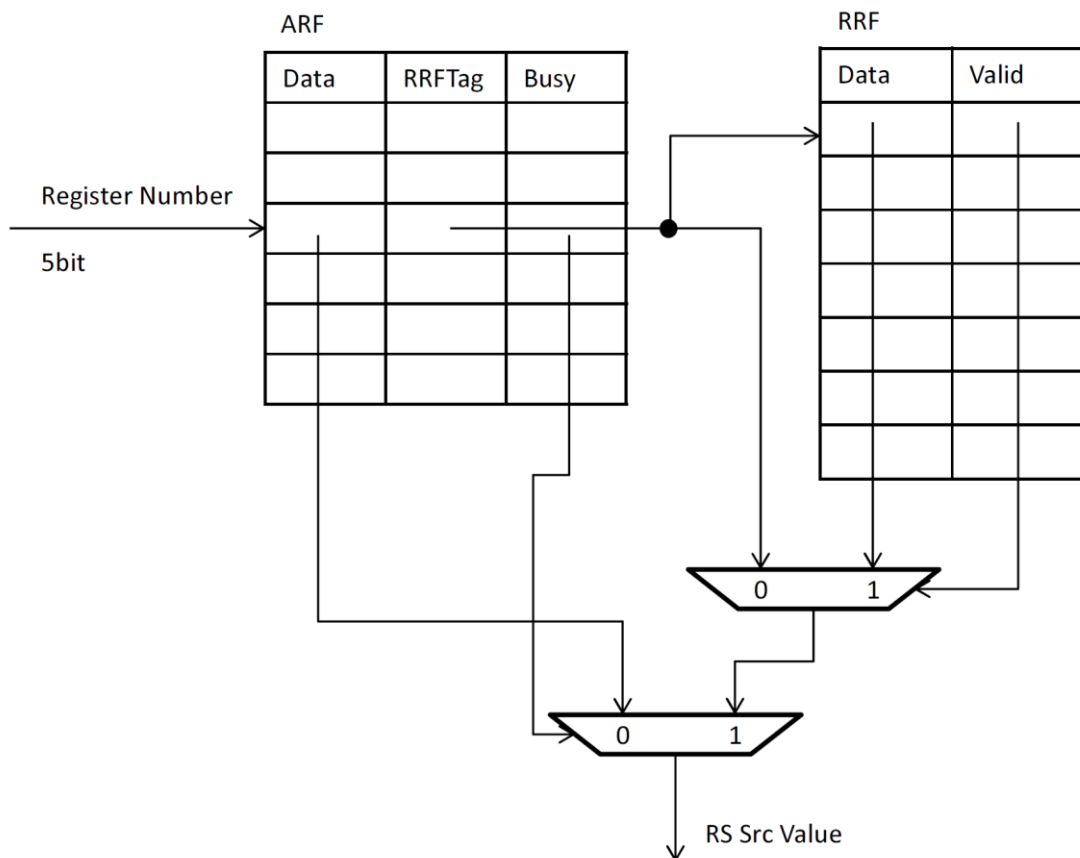 ARF
RRF
Data RRFTag Busy
Data Valid
Register Number
5bit
0 1
0 1
RS Src Value